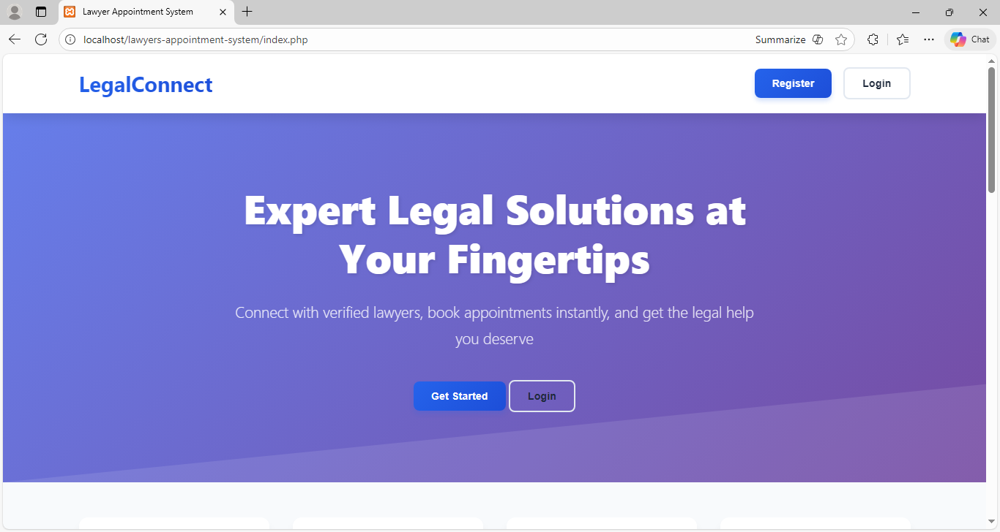 Lawyer Appointment System
localhost/lawyers-appointment-system/index.php
Summarize
Chat
LegalConnect
Register
Login
Expert Legal Solutions at
Your Fingertips
Connect with verified lawyers, book appointments instantly, and get the legal help
you deserve
Get Started
Login